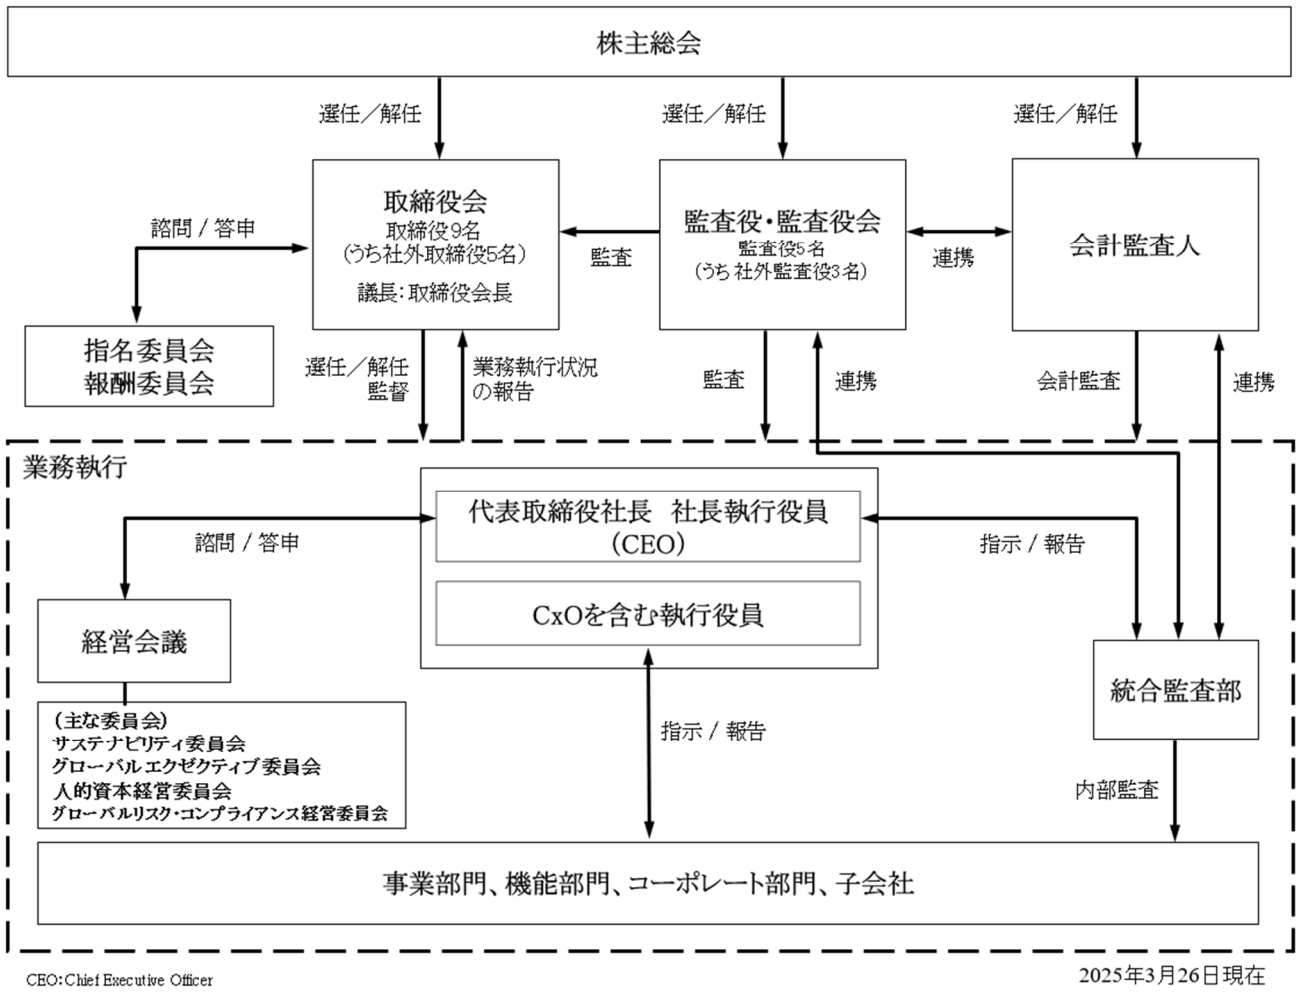 株主総会
選任／解任
選任／解任
選任／解任
取締役会
取締役9名
（うち社外取締役5名）
議長：取締役会長
監査役・監査役会
監査役5名
（うち社外監査役3名）
会計監査人
諮問 / 答申
監査
連携
指名委員会
報酬委員会
選任／解任
監督
業務執行状況
の報告
監査
連携
会計監査
連携
業務執行
代表取締役社長　社長執行役員
（CEO）
CxOを含む執行役員
諮問 / 答申
指示 / 報告
経営会議
統合監査部
（主な委員会）
サステナビリティ委員会
グローバルエクゼクティブ委員会
人的資本経営委員会
グローバルリスク・コンプライアンス経営委員会
指示 / 報告
内部監査
事業部門、機能部門、コーポレート部門、子会社
CEO：Chief Executive Officer
2025年3月26日現在